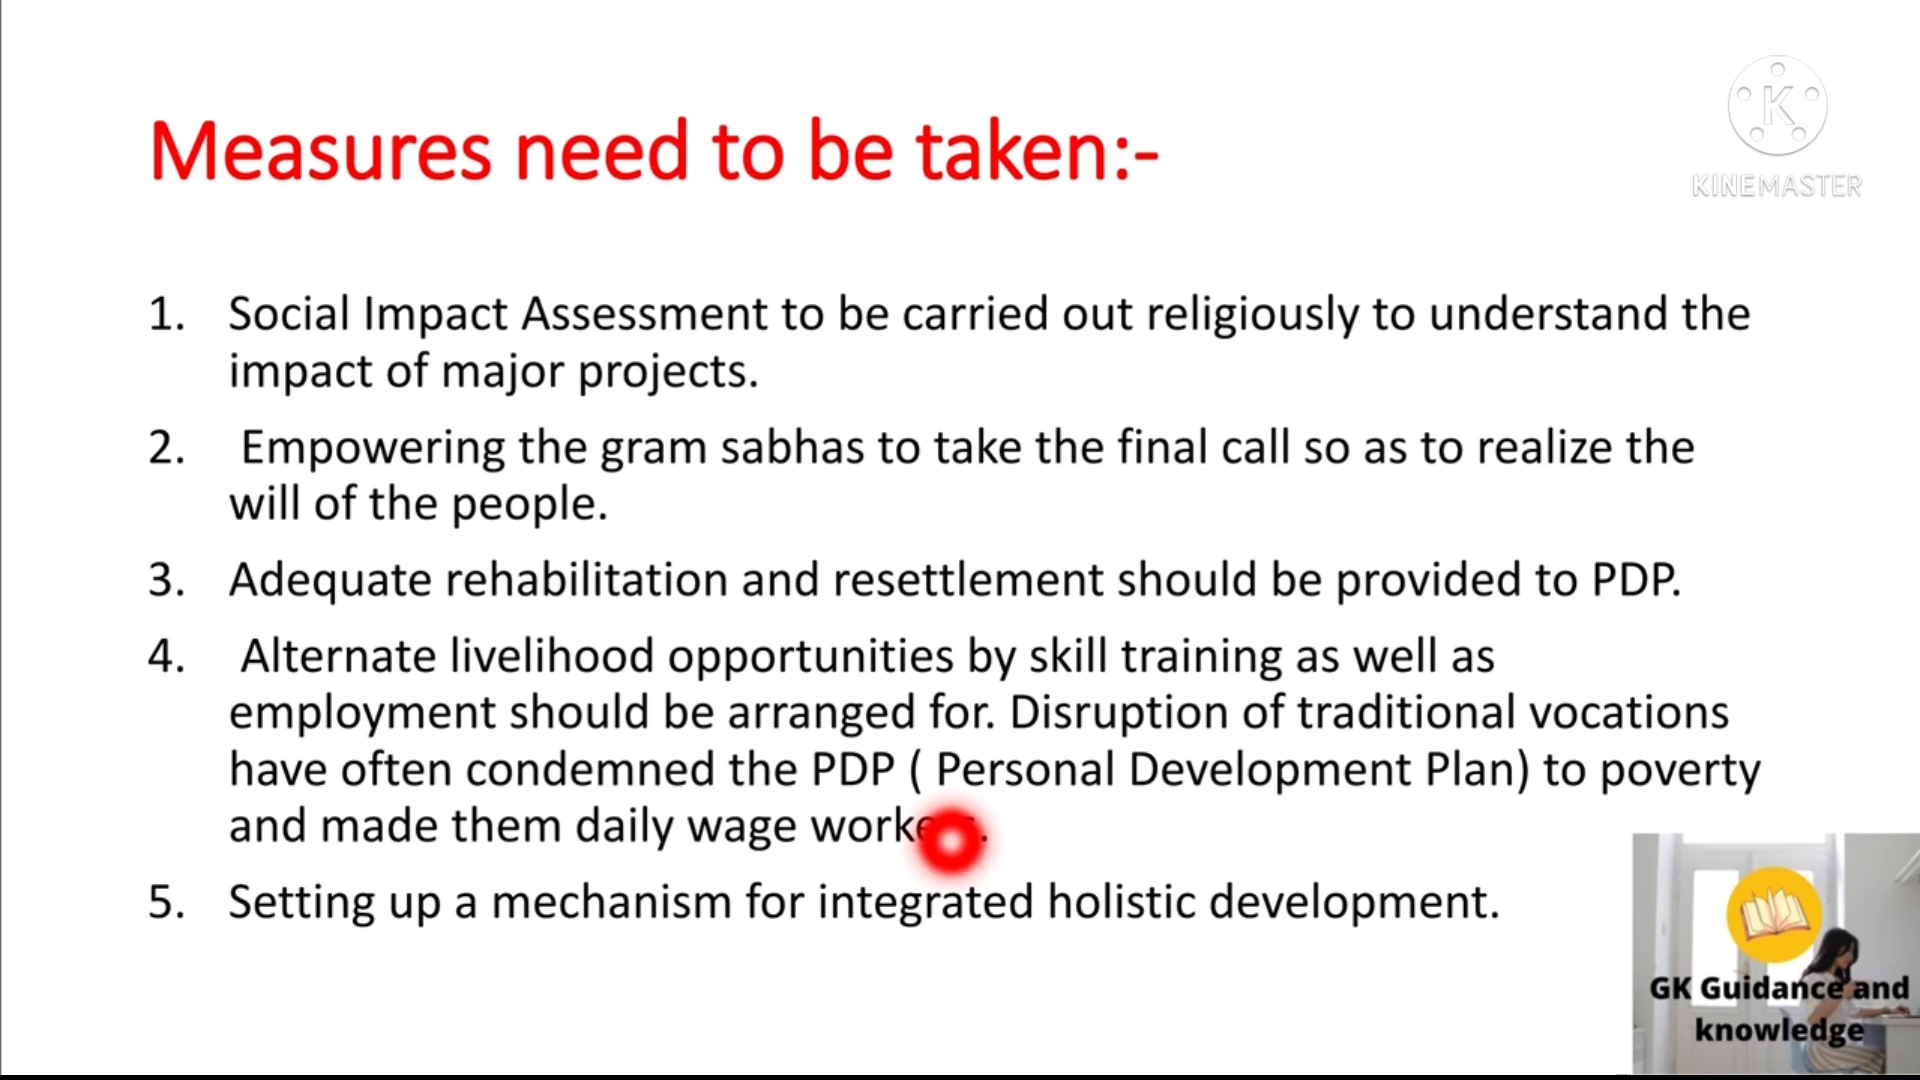 Measures need to be taken:-
K
KINEMASTER
1. Social Impact Assessment to be carried out religiously to understand the
impact of major projects.
2. Empowering the gram sabhas to take the final call so as to realize the
will of the people.
3. Adequate rehabilitation and resettlement should be provided to PDP.
4. Alternate livelihood opportunities by skill training as well as
employment should be arranged for. Disruption of traditional vocations
have often condemned the PDP ( Personal Development Plan) to poverty
and made them daily wage
5. Setting up a mechanism for integrated holistic development.
GK Guidance and
knowledge